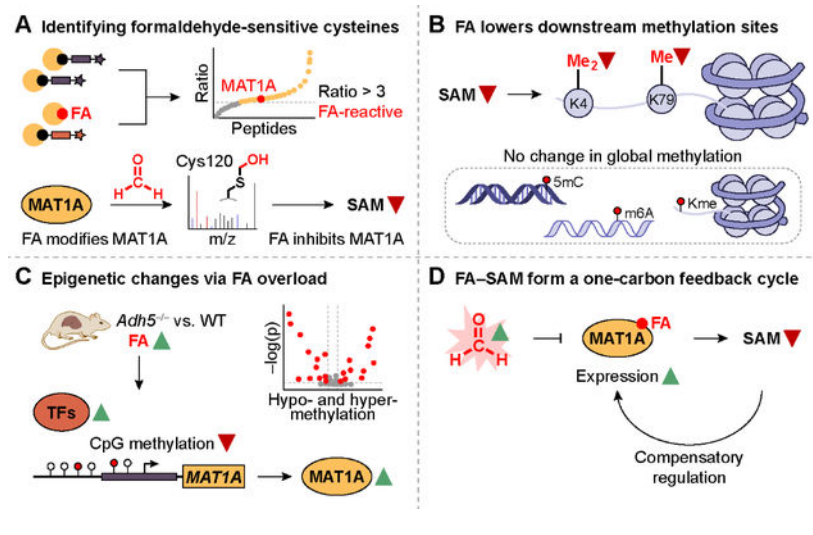 A Identifying formaldehyde-sensitive cysteines
FA
Ratio
MAT1A
Peptides
Ratio > 3
FA-reactive
MAT1A
O
C
H H
Cys120
OH
S
m/z
SAM
FA modifies MAT1A
FA inhibits MAT1A
B FA lowers downstream methylation sites
SAM
Me2
Me
K4
K79
No change in global methylation
5mC
m6A
Kme
C Epigenetic changes via FA overload
Adh5−/− vs. WT
FA
–log(p)
Hypo- and hyper-
methylation
TFs
CpG methylation
MAT1A
MAT1A
D FA–SAM form a one-carbon feedback cycle
O
C
H H
MAT1A
FA
SAM
Expression
Compensatory
regulation